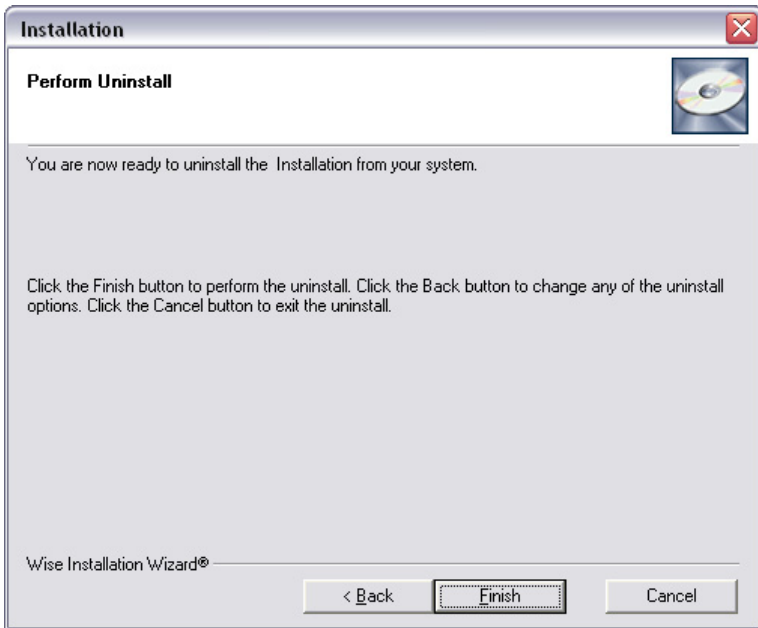 Installation
Perform Uninstall
You are now ready to uninstall the  Installation from your system.
Click the Finish button to perform the uninstall. Click the Back button to change any of the uninstall
options. Click the Cancel button to exit the uninstall.
Wise Installation Wizard®
< Back
Finish
Cancel